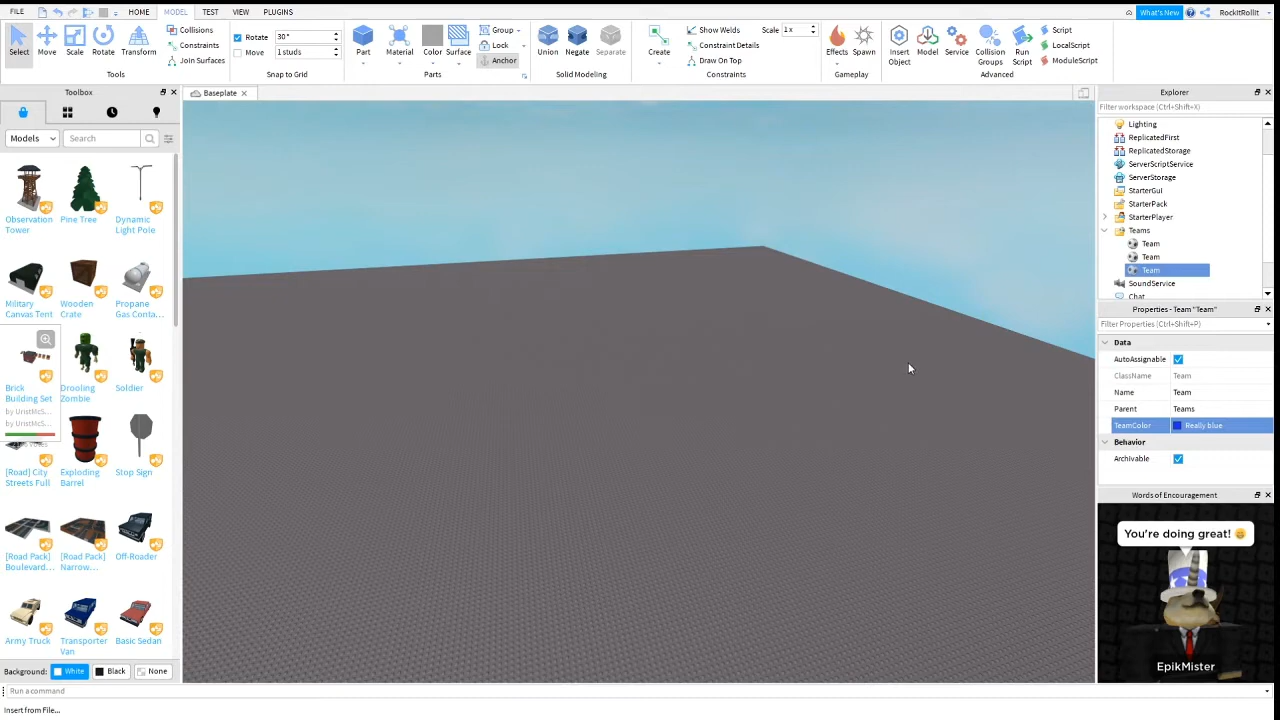 FILE HOME MODEL TEST VIEW PLUGINS What's New RockitRollit
Select Move Scale Rotate Transform
Collisions
Constraints
Join Surfaces
Tools
Rotate 30°
Move 1 studs
Snap to Grid
Part Material Color Surface
Group
Lock
Anchor
Parts
Union Negate Separate
Solid Modeling
Create
Show Welds Scale 1 x
Constraint Details
Draw On Top
Constraints
Effects Spawn
Gameplay
Insert Object Model Service Collision Groups Run Script
Script
LocalScript
ModuleScript
Advanced
Toolbox
Models Search
Observation Tower
Pine Tree
Dynamic Light Pole
Military Canvas Tent
Wooden Crate
Propane Gas Conta...
Brick Building Set
by UristMcS...
by UristMcS...
Drooling Zombie
Soldier
[Road] City Streets Full
Exploding Barrel
Stop Sign
[Road Pack] Boulevard...
[Road Pack] Narrow...
Off-Roader
Army Truck
Transporter Van
Basic Sedan
Background: White Black None
Baseplate
Explorer
Filter workspace (Ctrl+Shift+X)
Lighting
ReplicatedFirst
ReplicatedStorage
ServerScriptService
ServerStorage
StarterGui
StarterPack
StarterPlayer
Teams
Team
Team
Team
SoundService
Chat
Properties - Team "Team"
Filter Properties (Ctrl+Shift+P)
Data
AutoAssignable
ClassName Team
Name Team
Parent Teams
TeamColor Really blue
Behavior
Archivable
Words of Encouragement
You're doing great! 😊
EpikMister
Run a command
Insert from File...